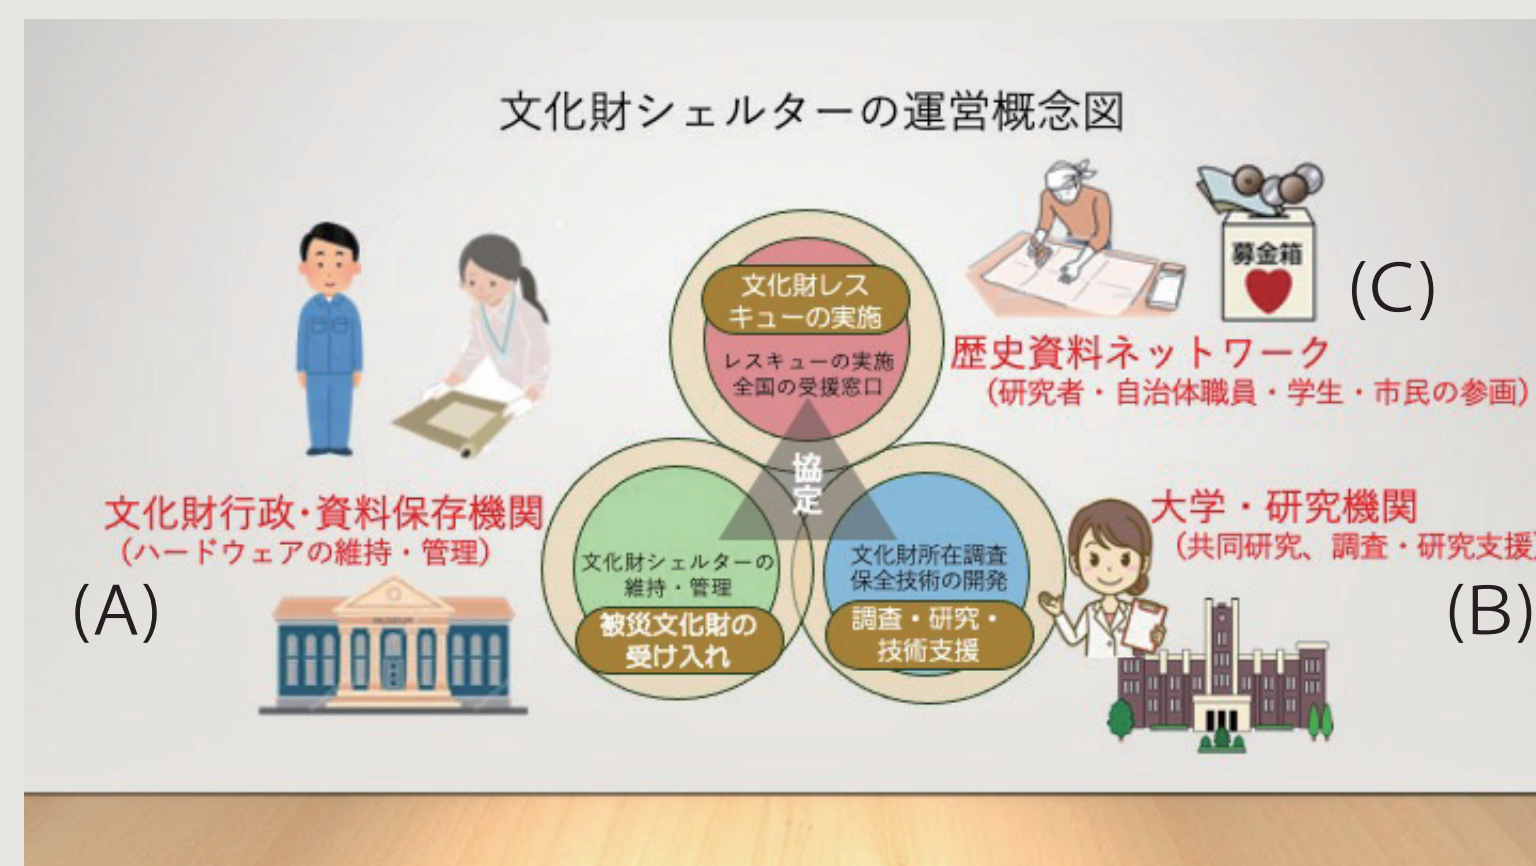 文化財シェルターの運営概念図
募金箱
(C)
文化財レス
キューの実施
レスキューの実施
全国の受援窓口
歴史資料ネットワーク
（研究者・自治体職員・学生・市民の参画）
協
定
文化財行政･資料保存機関
（ハードウェアの維持・管理）
(A)
文化財シェルターの
維持・管理
被災文化財の
受け入れ
文化財所在調査
保全技術の開発
調査・研究・
技術支援
大学・研究機関
（共同研究、調査・研究支援）
(B)